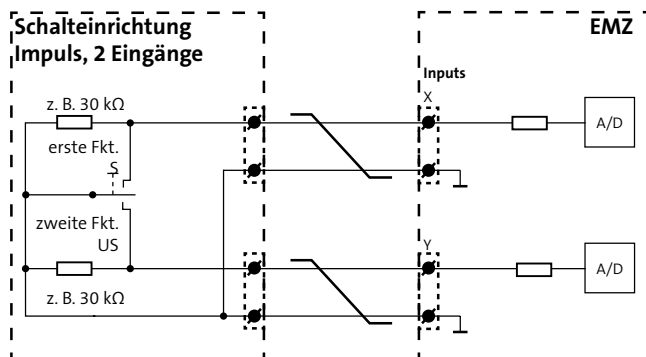 Schalteinrichtung
Impuls, 2 Eingänge
EMZ
Inputs
X
z. B. 30 kΩ
A/D
erste Fkt.
S
zweite Fkt.
US
Y
A/D
z. B. 30 kΩ